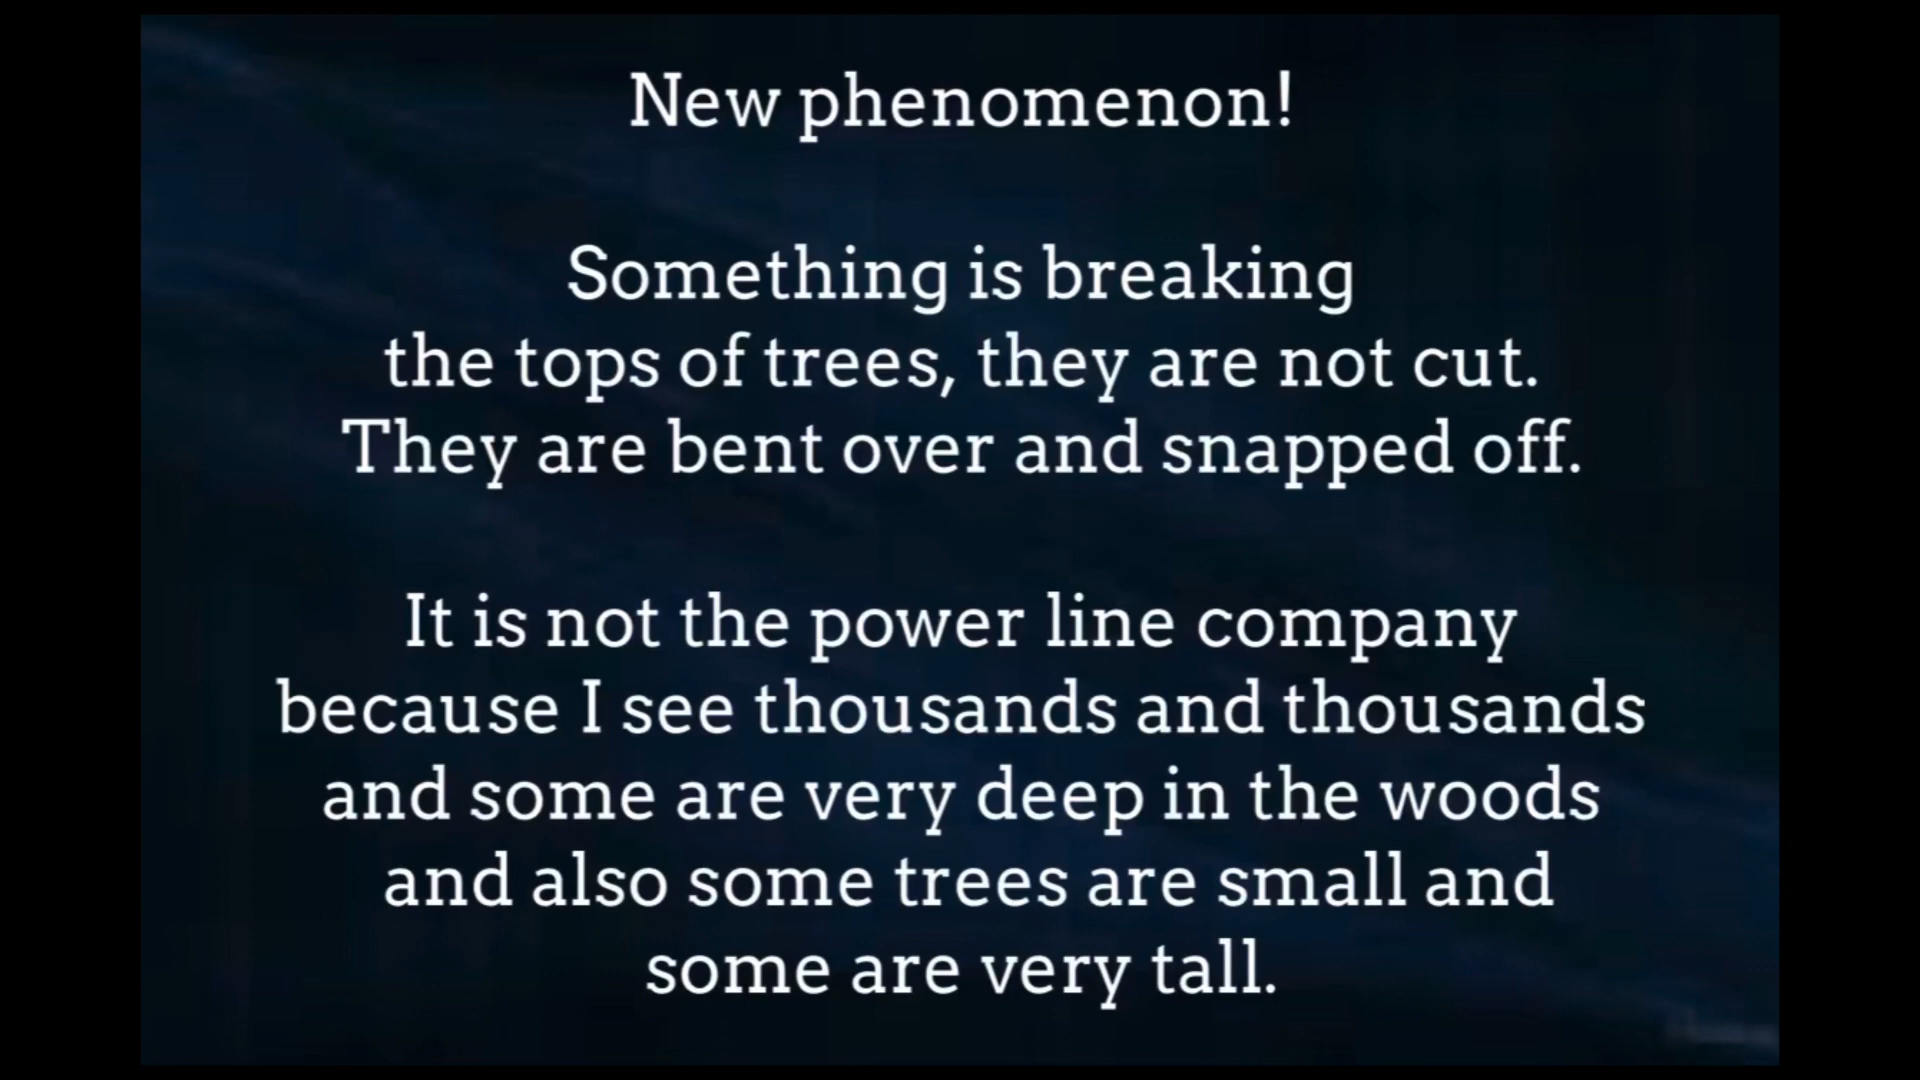 New phenomenon!
Something is breaking
the tops of trees, they are not cut.
They are bent over and snapped off.
It is not the power line company
because I see thousands and thousands
and some are very deep in the woods
and also some trees are small and
some are very tall.